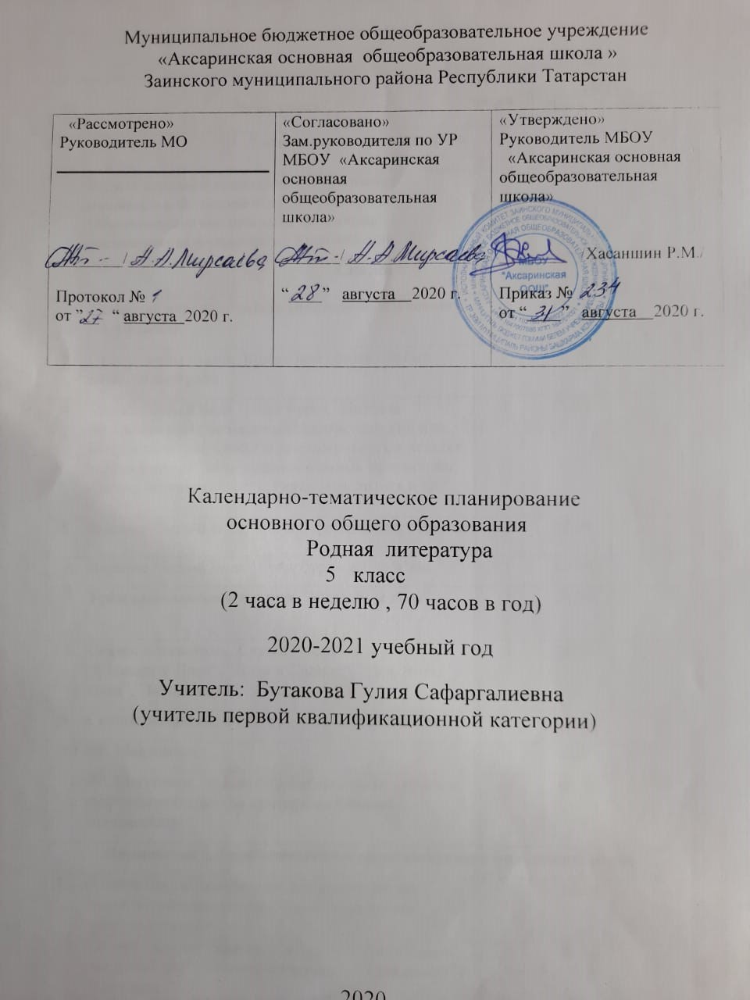 Муниципальное бюджетное общеобразовательное учреждение
«Аксаринская основная общеобразовательная школа »
Заинского муниципального района Республики Татарстан
«Рассмотрено»
Руководитель МО
/ Н.А.Мирсаева
Протокол № 1
от ”27 “ августа 2020 г.
«Согласовано»
Зам.руководителя по УР
МБОУ «Аксаринская
основная
общеобразовательная
школа»
/ Н.А Мирсаева
“28” августа 2020 г.
«Утверждено»
Руководитель МБОУ
«Аксаринская основная
общеобразовательная
школа»
/Хасаншин Р.М./
Приказ № 234
от “ 31 ” августа 2020 г.
МБОУ
"Аксаринская
ООШ"
Календарно-тематическое планирование
основного общего образования
Родная литература
5 класс
(2 часа в неделю , 70 часов в год)
2020-2021 учебный год
Учитель: Бутакова Гулия Сафаргалиевна
(учитель первой квалификационной категории)
2020